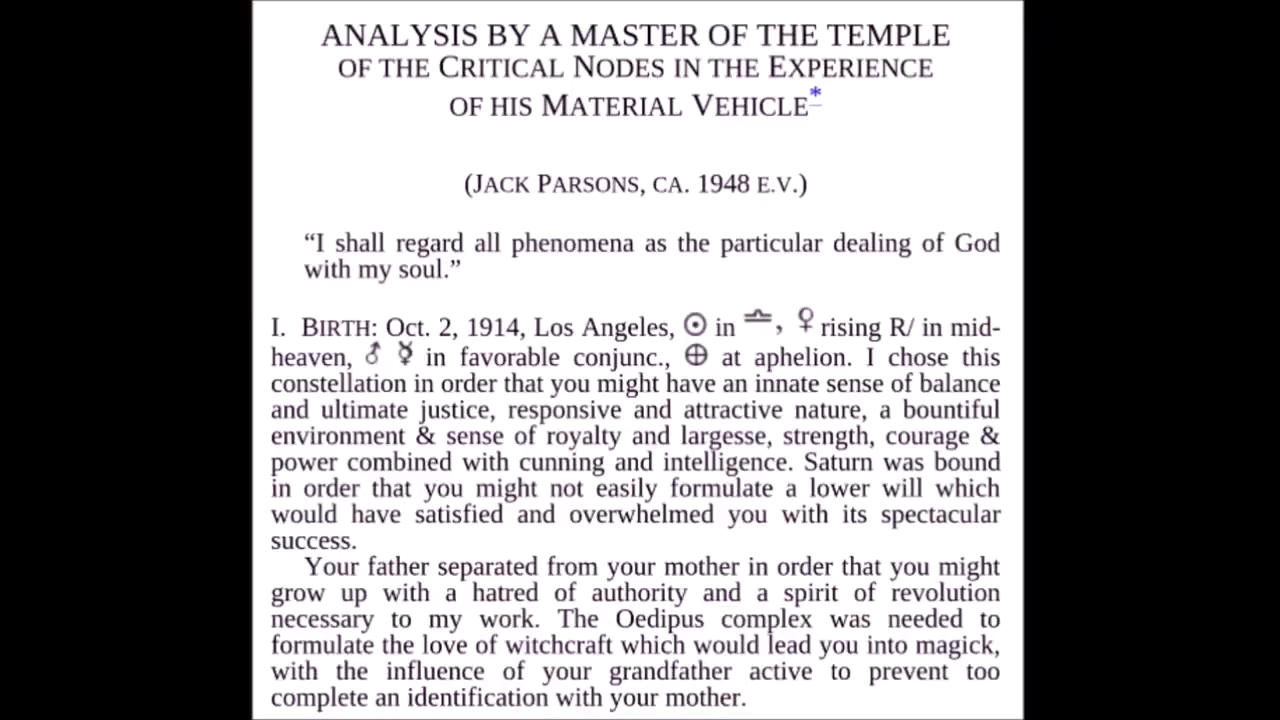 ANALYSIS BY A MASTER OF THE TEMPLE
OF THE CRITICAL NODES IN THE EXPERIENCE
OF HIS MATERIAL VEHICLE*
(JACK PARSONS, CA. 1948 E.V.)
“I shall regard all phenomena as the particular dealing of God
with my soul.”
I. BIRTH: Oct. 2, 1914, Los Angeles, ☉ in ♎, ♀ rising R/ in mid-
heaven, ♂ ☿ in favorable conjunc., ⊕ at aphelion. I chose this
constellation in order that you might have an innate sense of balance
and ultimate justice, responsive and attractive nature, a bountiful
environment & sense of royalty and largesse, strength, courage &
power combined with cunning and intelligence. Saturn was bound
in order that you might not easily formulate a lower will which
would have satisfied and overwhelmed you with its spectacular
success.
Your father separated from your mother in order that you might
grow up with a hatred of authority and a spirit of revolution
necessary to my work. The Oedipus complex was needed to
formulate the love of witchcraft which would lead you into magick,
with the influence of your grandfather active to prevent too
complete an identification with your mother.